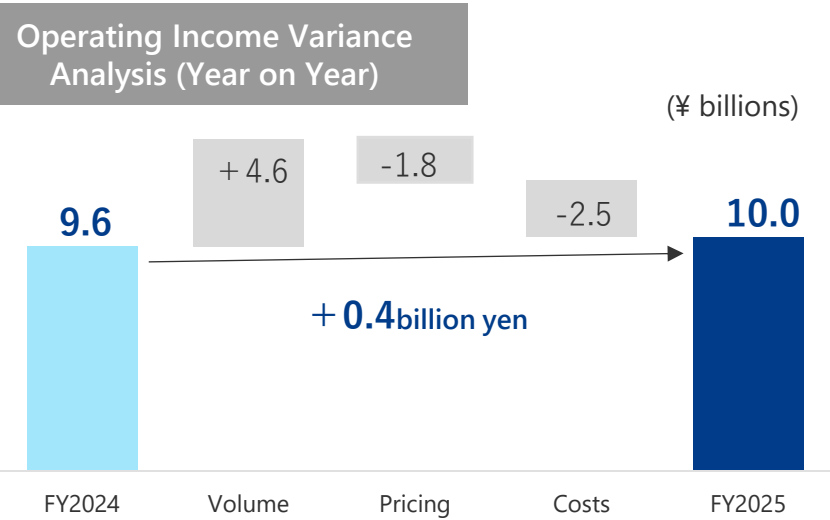 Operating Income Variance
Analysis (Year on Year)
(¥ billions)
+4.6
-1.8
9.6
-2.5
10.0
+0.4billion yen
FY2024 Volume Pricing Costs FY2025